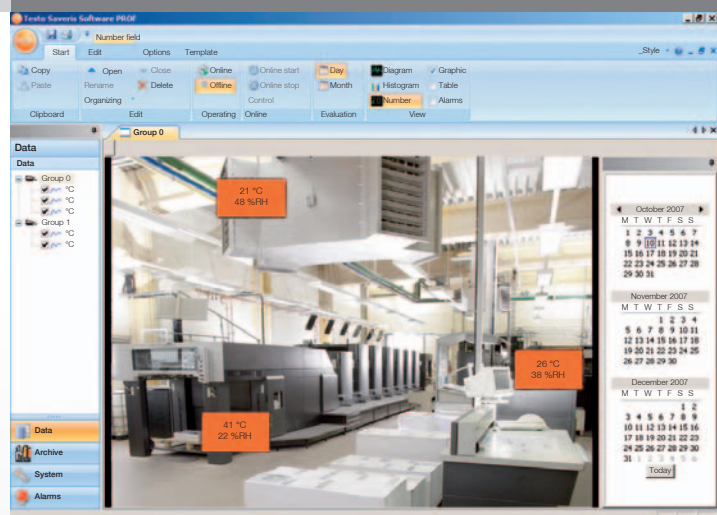 Testo Saveris Software PROF
Number field
Start Edit Options Template _Style
Copy Open Close Online Online start Day Diagram Graphic
Paste Rename Delete Offline Online stop Month Histogram Table
Organizing Control Number Alarms
Clipboard Edit Operating Online Evaluation View
Group 0
Data
Data
Group 0
°C
°C
°C
Group 1
°C
°C
21 °C
48 %RH
26 °C
38 %RH
41 °C
22 %RH
October 2007
M T W T F S S
1 2 3 4 5 6 7
8 9 10 11 12 13 14
15 16 17 18 19 20 21
22 23 24 25 26 27 28
29 30 31
November 2007
M T W T F S S
1 2 3 4
5 6 7 8 9 10 11
12 13 14 15 16 17 18
19 20 21 22 23 24 25
26 27 28 29 30
December 2007
M T W T F S S
1 2
3 4 5 6 7 8 9
10 11 12 13 14 15 16
17 18 19 20 21 22 23
24 25 26 27 28 29 30
31 1 2 3 4 5 6
Today
Data
Archive
System
Alarms